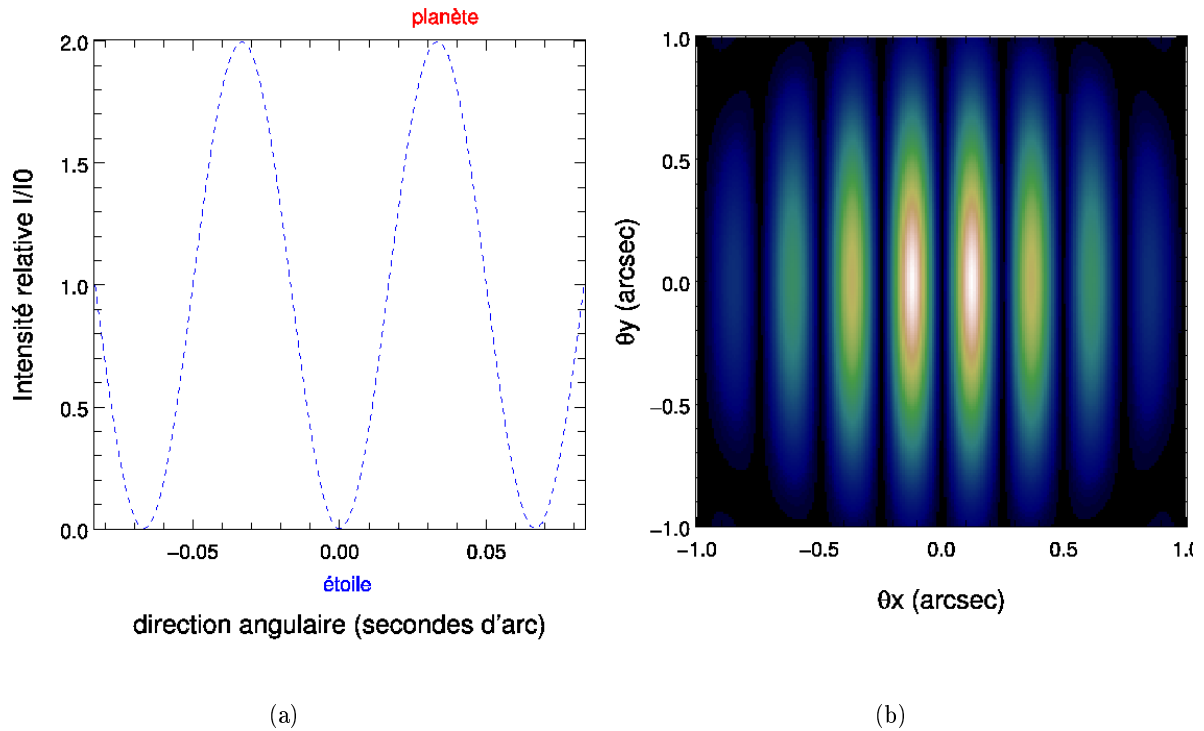 planète
2.0
1.5
1.0
0.5
0.0
Intensité relative I/I0
−0.05 0.00 0.05
étoile
direction angulaire (secondes d'arc)
(a)
1.0
0.5
0.0
−0.5
−1.0
θy (arcsec)
−1.0 −0.5 0.0 0.5 1.0
θx (arcsec)
(b)